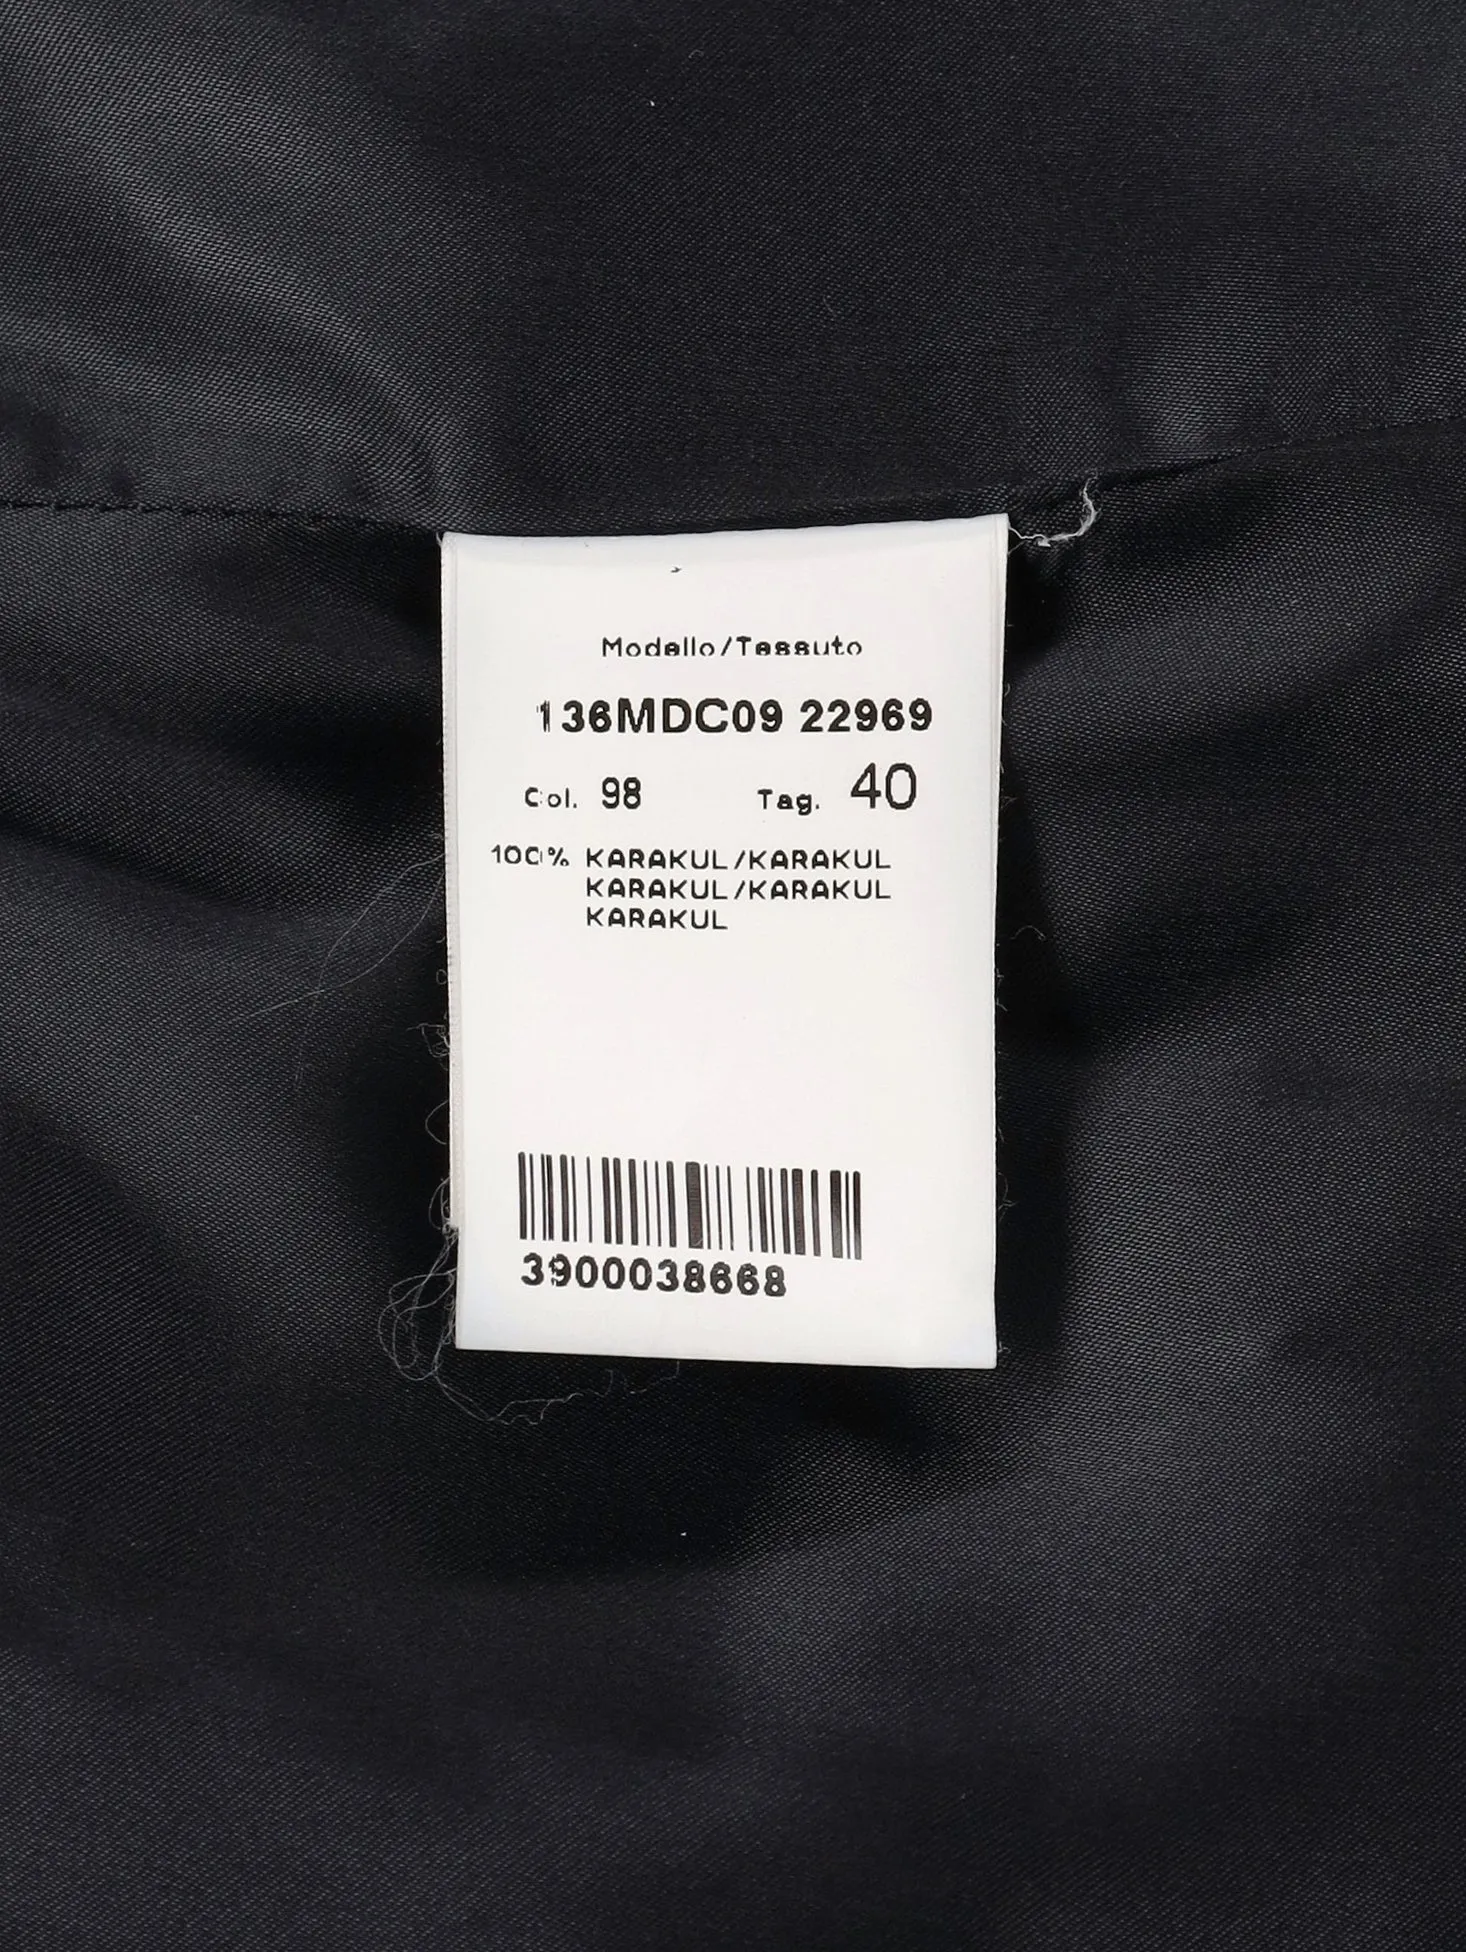 Modello/Tessuto
136MDC09 22969
Col. 98 Tag. 40
100% KARAKUL/KARAKUL
KARAKUL/KARAKUL
KARAKUL
3900038668